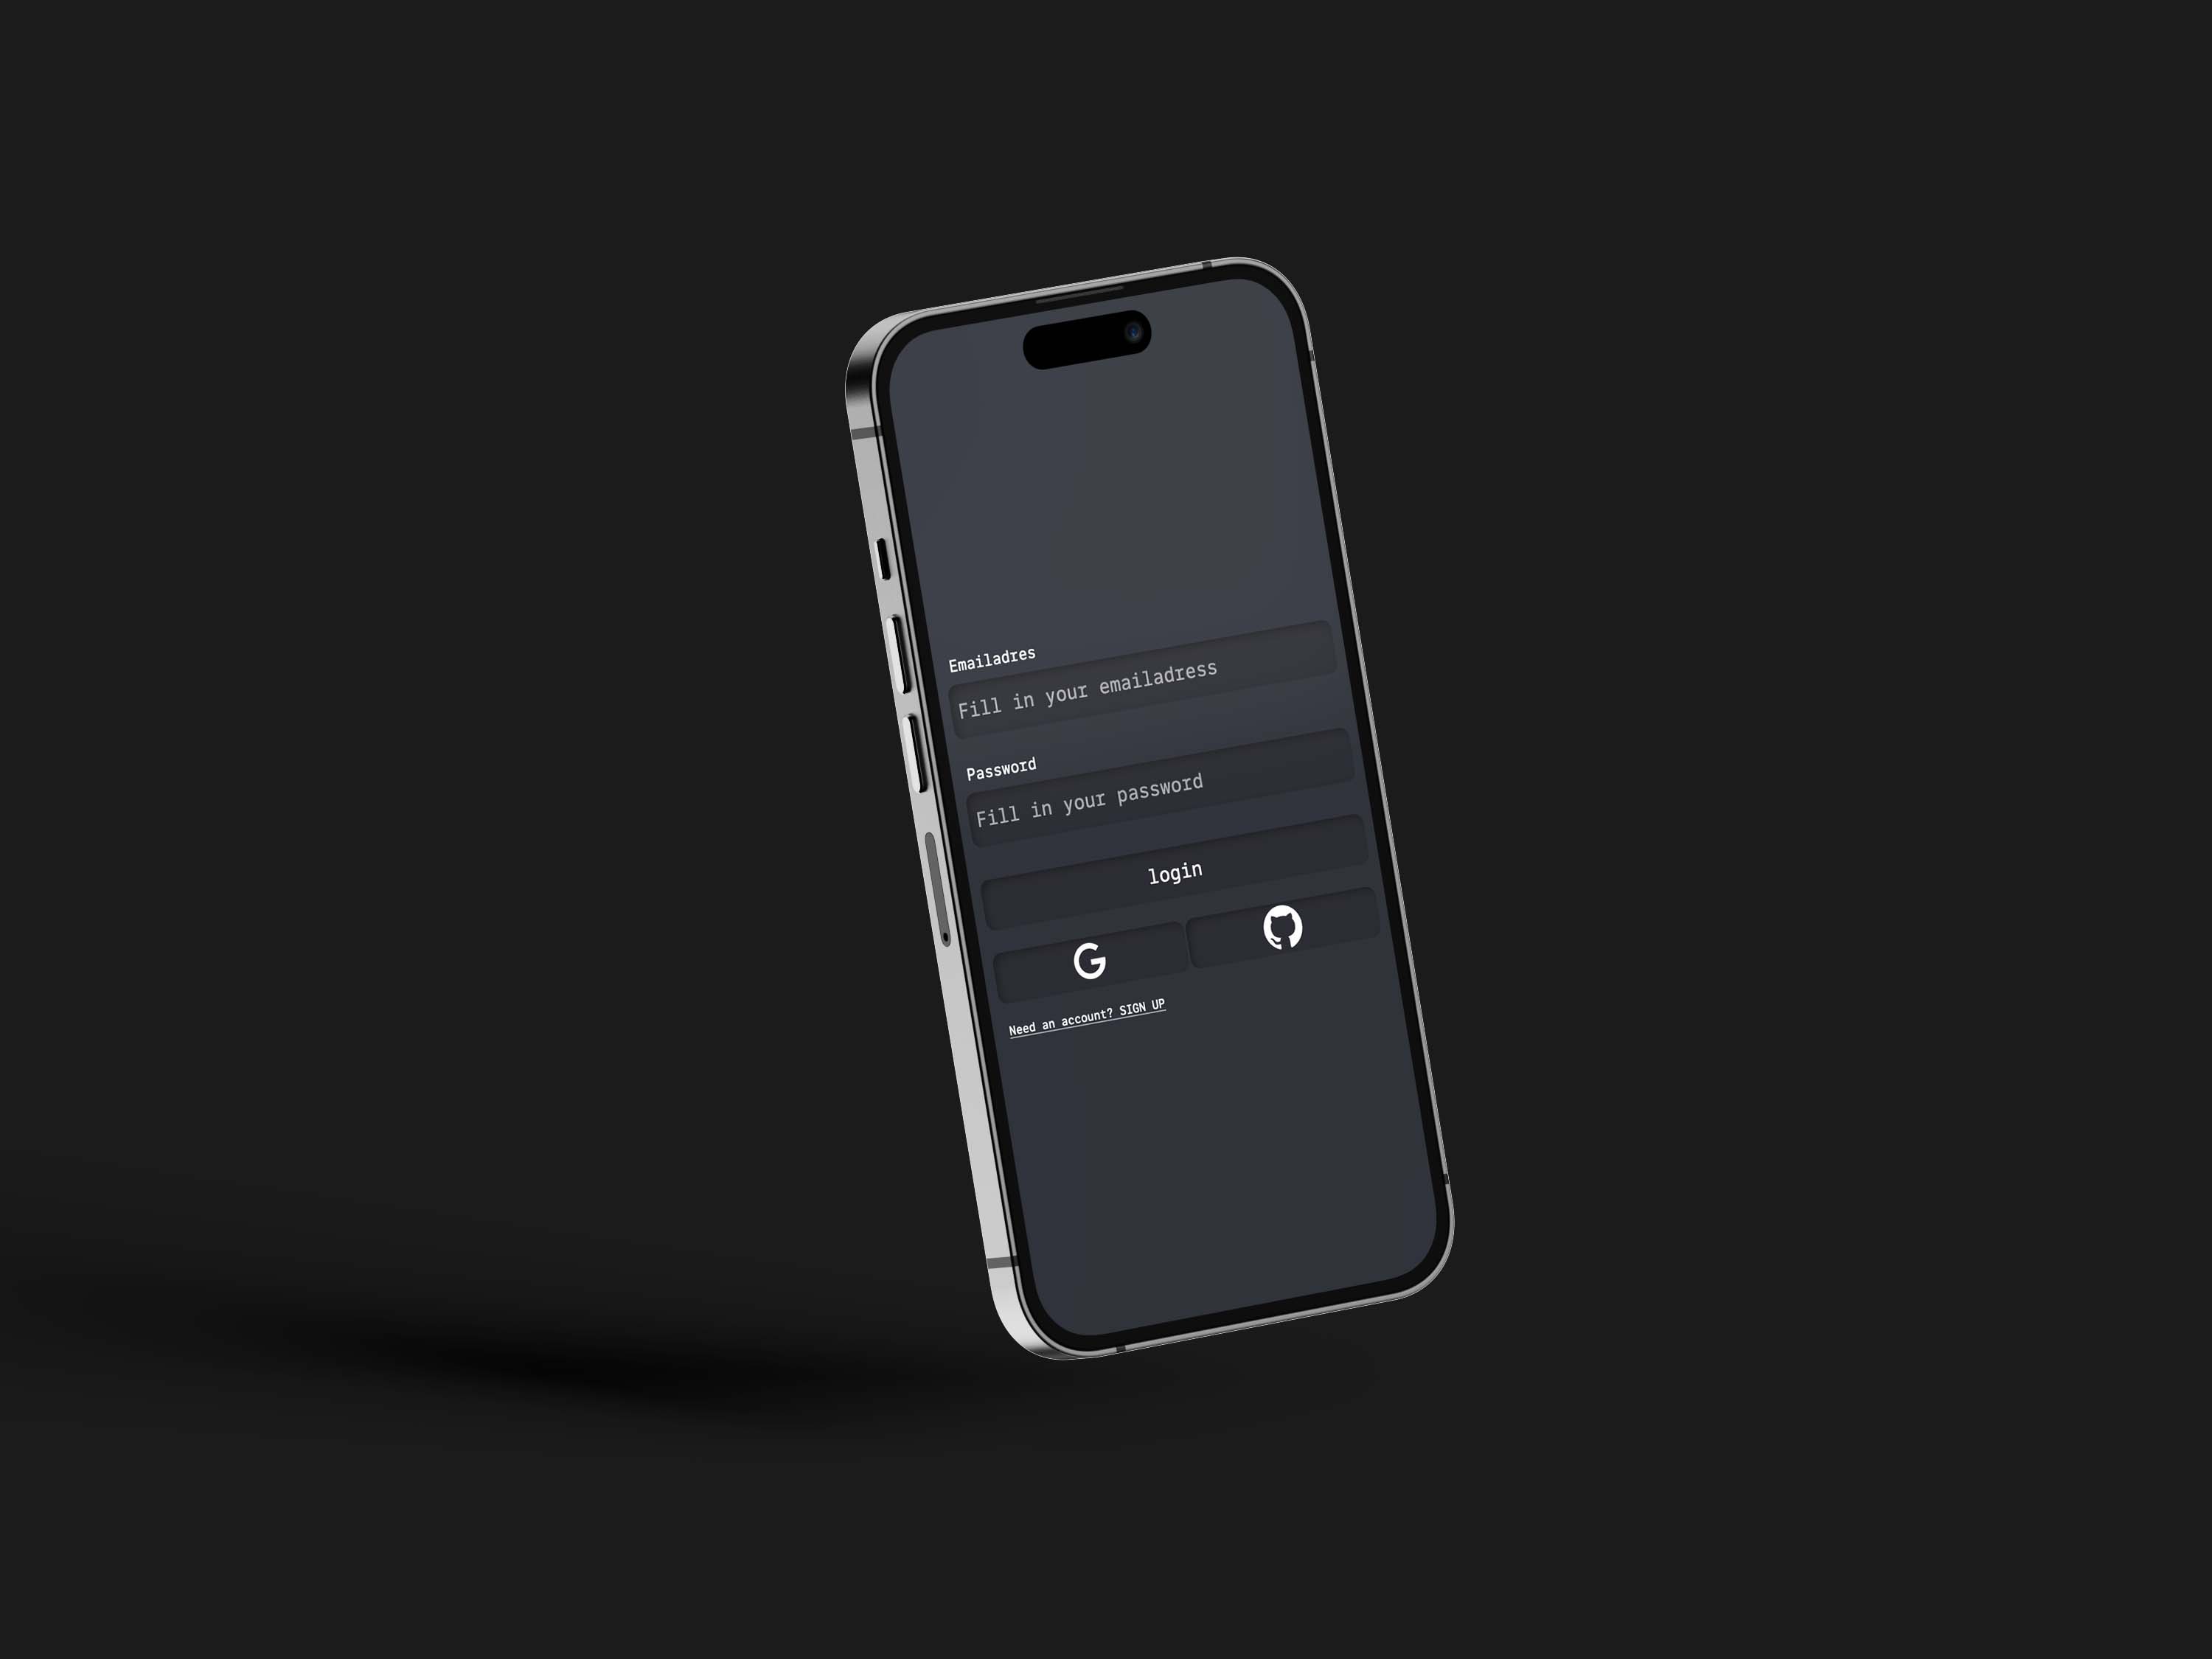 Emailadres
Fill in your emailadress
Password
Fill in your password
login
G
Need an account? SIGN UP